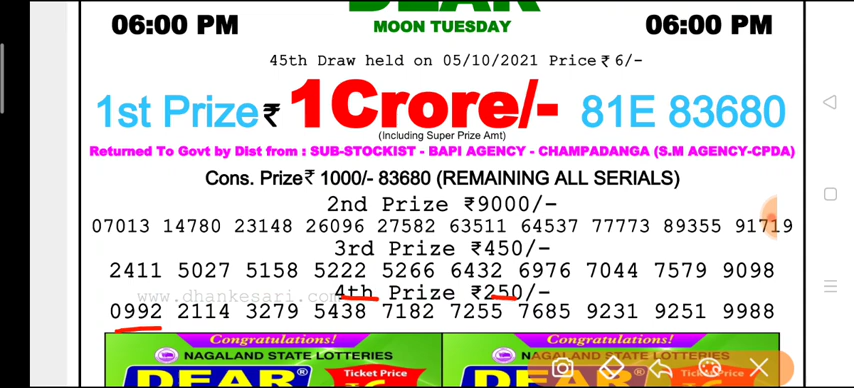 DEAR
06:00 PM MOON TUESDAY 06:00 PM
45th Draw held on 05/10/2021 Price ₹ 6/-
1st Prize ₹ 1 Crore/- 81E 83680
(Including Super Prize Amt)
Returned To Govt by Dist from : SUB-STOCKIST - BAPI AGENCY - CHAMPADANGA (S.M AGENCY-CPDA)
Cons. Prize ₹ 1000/- 83680 (REMAINING ALL SERIALS)
2nd Prize ₹9000/-
07013 14780 23148 26096 27582 63511 64537 77773 89355 91719
3rd Prize ₹450/-
2411 5027 5158 5222 5266 6432 6976 7044 7579 9098
4th Prize ₹250/-
www.dhankesari.com
0992 2114 3279 5438 7182 7255 7685 9231 9251 9988
Congratulations! Congratulations!
NAGALAND STATE LOTTERIES NAGALAND STATE LOTTERIES
DEAR® Ticket Price DEAR®